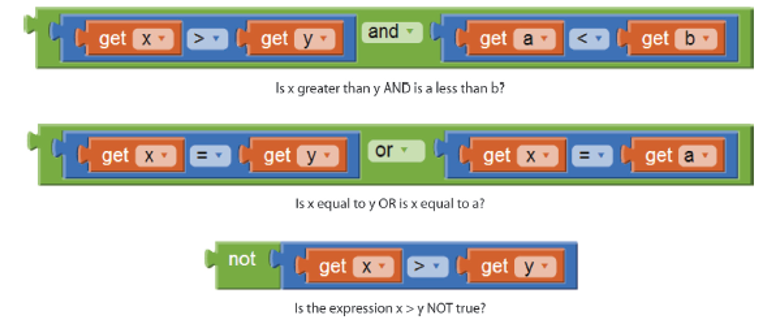 get x > get y and get a < get b
Is x greater than y AND is a less than b?
get x = get y or get x = get a
Is x equal to y OR is x equal to a?
not get x > get y
Is the expression x > y NOT true?